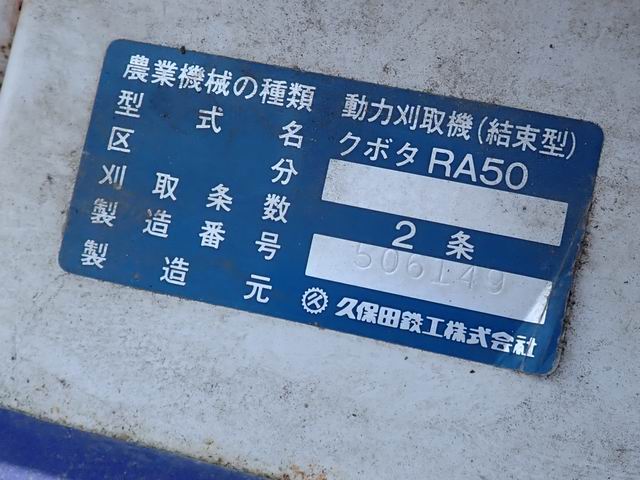 農業機械の種類 動力刈取機(結束型)
型式名 クボタRA50
区分
刈取条数 2条
製造番号 506149
製造元 久保田鉄工株式会社